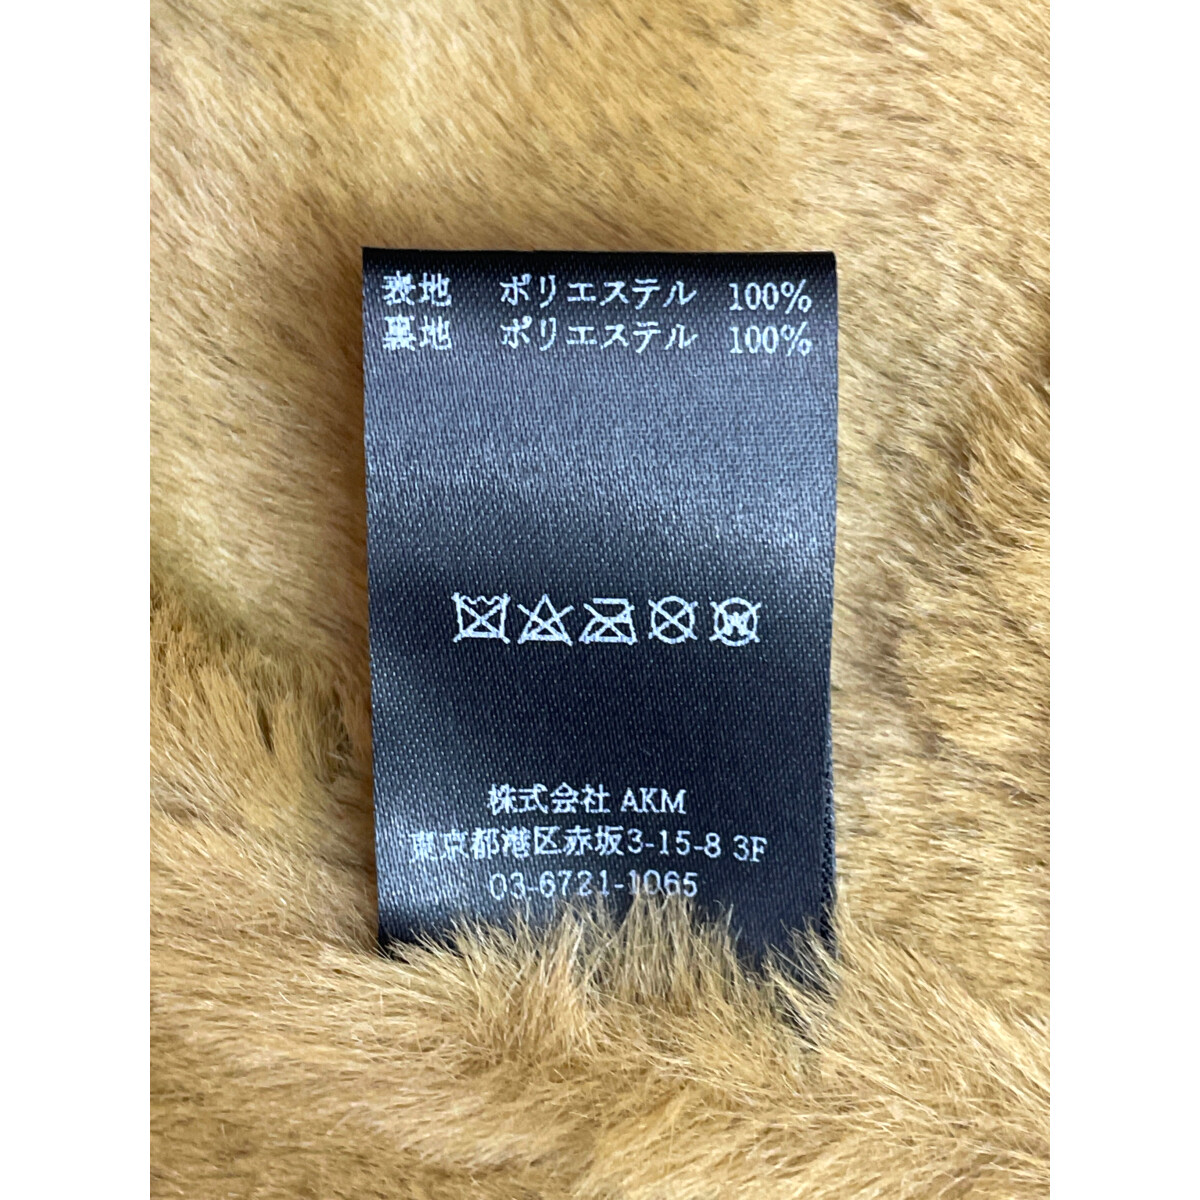 表地 ポリエステル 100%
裏地 ポリエステル 100%
株式会社 AKM
東京都港区赤坂3-15-8 3F
03-6721-1065